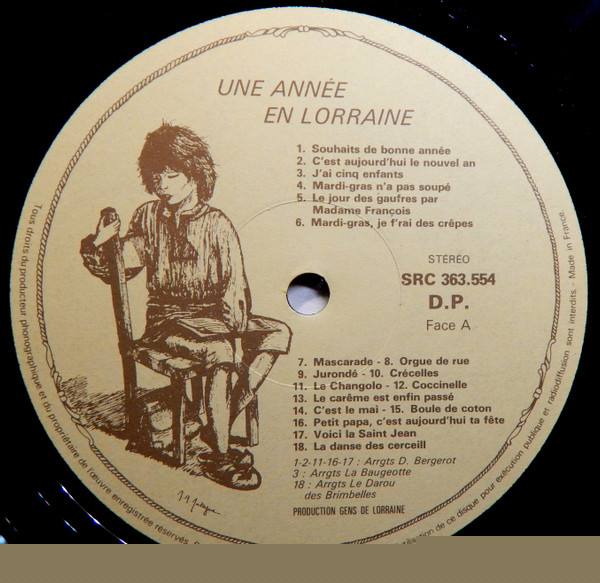 UNE ANNÉE
EN LORRAINE
1. Souhaits de bonne année
2. C'est aujourd'hui le nouvel an
3. J'ai cinq enfants
4. Mardi-gras n'a pas soupé
5. Le jour des gaufres par
Madame François
6. Mardi-gras, je f'rai des crêpes
STÉRÉO
SRC 363.554
D.P.
Face A
7. Mascarade - 8. Orgue de rue
9. Jurondé - 10. Crécelles
11. Le Changolo - 12. Coccinelle
13. Le carême est enfin passé
14. C'est le mai - 15. Boule de coton
16. Petit papa, c'est aujourd'hui ta fête
17. Voici la Saint Jean
18. La danse des cerceill
1-2-11-16-17 : Arrgts D. Bergerot
3 : Arrgts La Baugeotte
18 : Arrgts Le Darou
des Brimbelles
PRODUCTION GENS DE LORRAINE
Tous droits du producteur phonographique et du propriétaire de l'œuvre enregistrée réservés.
de ce disque pour exécution publique et radiodiffusion sont interdits. - Made in France.